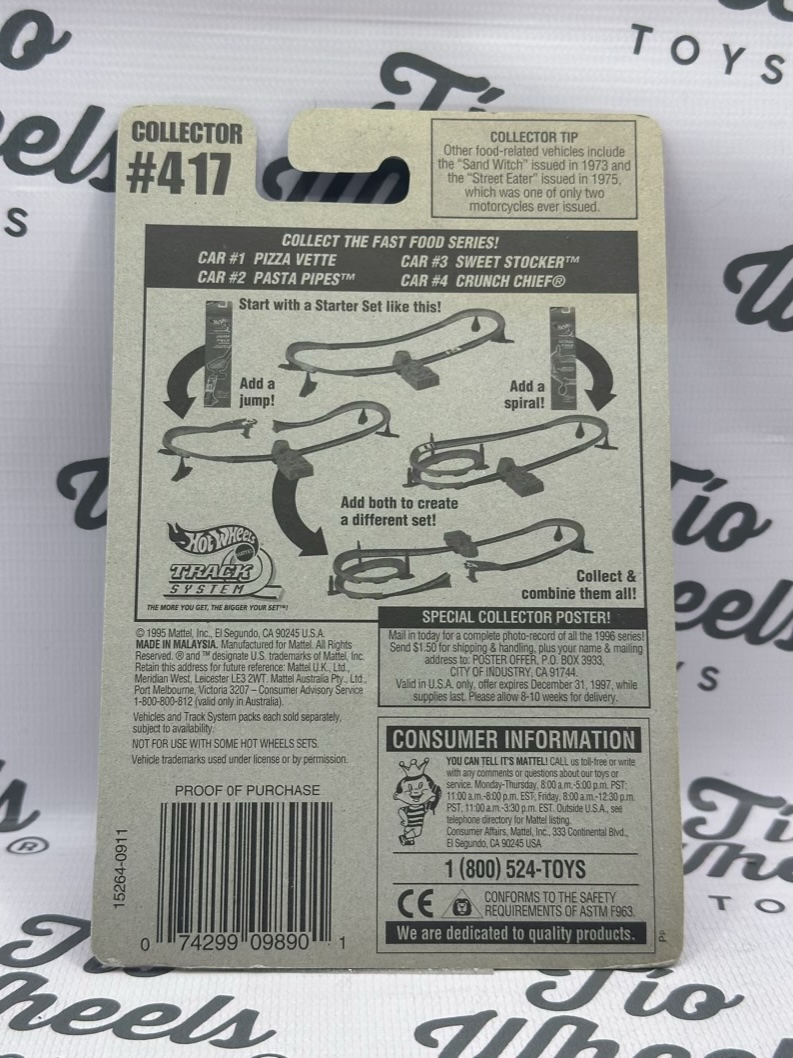 TOYS
COLLECTOR
#417
COLLECTOR TIP
Other food-related vehicles include
the "Sand Witch" issued in 1973 and
the "Street Eater" issued in 1975,
which was one of only two
motorcycles ever issued.
COLLECT THE FAST FOOD SERIES!
CAR #1 PIZZA VETTE
CAR #3 SWEET STOCKER™
CAR #2 PASTA PIPES™
CAR #4 CRUNCH CHIEF®
Start with a Starter Set like this!
Add a
jump!
Add a
spiral!
Add both to create
a different set!
Hot Wheels
MATTEL
TRACK
SYSTEM
THE MORE YOU GET, THE BIGGER YOUR SET™!
Collect &
combine them all!
© 1995 Mattel, Inc., El Segundo, CA 90245 U.S.A.
MADE IN MALAYSIA. Manufactured for Mattel. All Rights
Reserved. ® and ™ designate U.S. trademarks of Mattel, Inc.
Retain this address for future reference: Mattel U.K., Ltd.,
Meridian West, Leicester LE3 2WT. Mattel Australia Pty., Ltd.,
Port Melbourne, Victoria 3207 – Consumer Advisory Service
1-800-800-812 (valid only in Australia).
Vehicles and Track System packs each sold separately,
subject to availability.
NOT FOR USE WITH SOME HOT WHEELS SETS.
Vehicle trademarks used under license or by permission.
SPECIAL COLLECTOR POSTER!
Mail in today for a complete photo-record of all the 1996 series!
Send $1.50 for shipping & handling, plus your name & mailing
address to: POSTER OFFER, P.O. BOX 3933,
CITY OF INDUSTRY, CA 91744.
Valid in U.S.A. only, offer expires December 31, 1997, while
supplies last. Please allow 8-10 weeks for delivery.
CONSUMER INFORMATION
YOU CAN TELL IT'S MATTEL! CALL us toll-free or write
with any comments or questions about our toys or
service. Monday-Thursday, 8:00 a.m.-5:00 p.m. PST;
11:00 a.m.-8:00 p.m. EST; Friday, 8:00 a.m.-12:30 p.m.
PST, 11:00 a.m.-3:30 p.m. EST. Outside U.S.A., see
telephone directory for Mattel listing.
Consumer Affairs, Mattel, Inc., 333 Continental Blvd.,
El Segundo, CA 90245 USA
1 (800) 524-TOYS
CE
CONFORMS TO THE SAFETY
REQUIREMENTS OF ASTM F963.
We are dedicated to quality products.
PROOF OF PURCHASE
15264-0911
0 74299 09890 1
Tio
Wheels